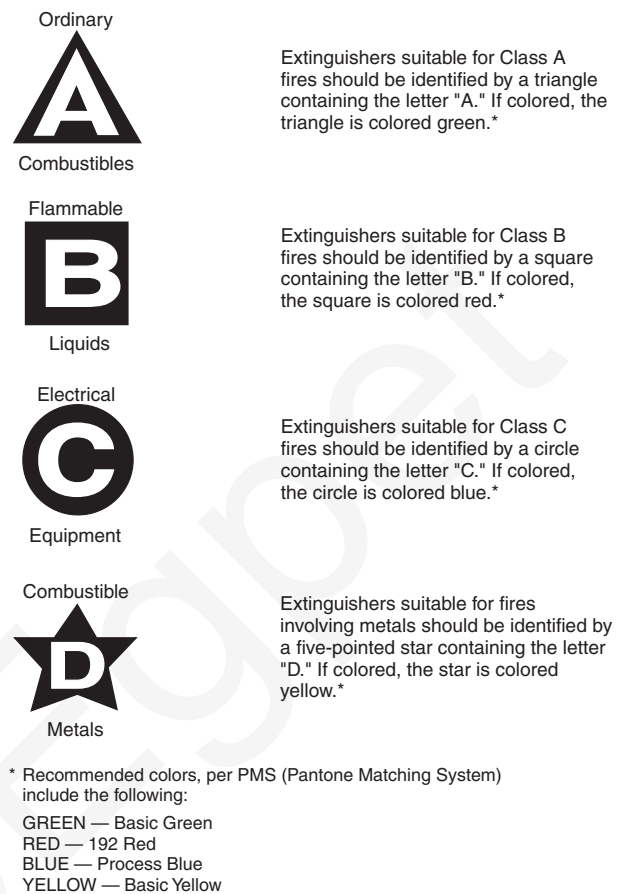 Ordinary
A
Combustibles
Extinguishers suitable for Class A
fires should be identified by a triangle
containing the letter "A." If colored, the
triangle is colored green.*
Flammable
B
Liquids
Extinguishers suitable for Class B
fires should be identified by a square
containing the letter "B." If colored,
the square is colored red.*
Electrical
C
Equipment
Extinguishers suitable for Class C
fires should be identified by a circle
containing the letter "C." If colored,
the circle is colored blue.*
Combustible
D
Metals
Extinguishers suitable for fires
involving metals should be identified by
a five-pointed star containing the letter
"D." If colored, the star is colored
yellow.*
* Recommended colors, per PMS (Pantone Matching System)
include the following:
GREEN — Basic Green
RED — 192 Red
BLUE — Process Blue
YELLOW — Basic Yellow
Egpet